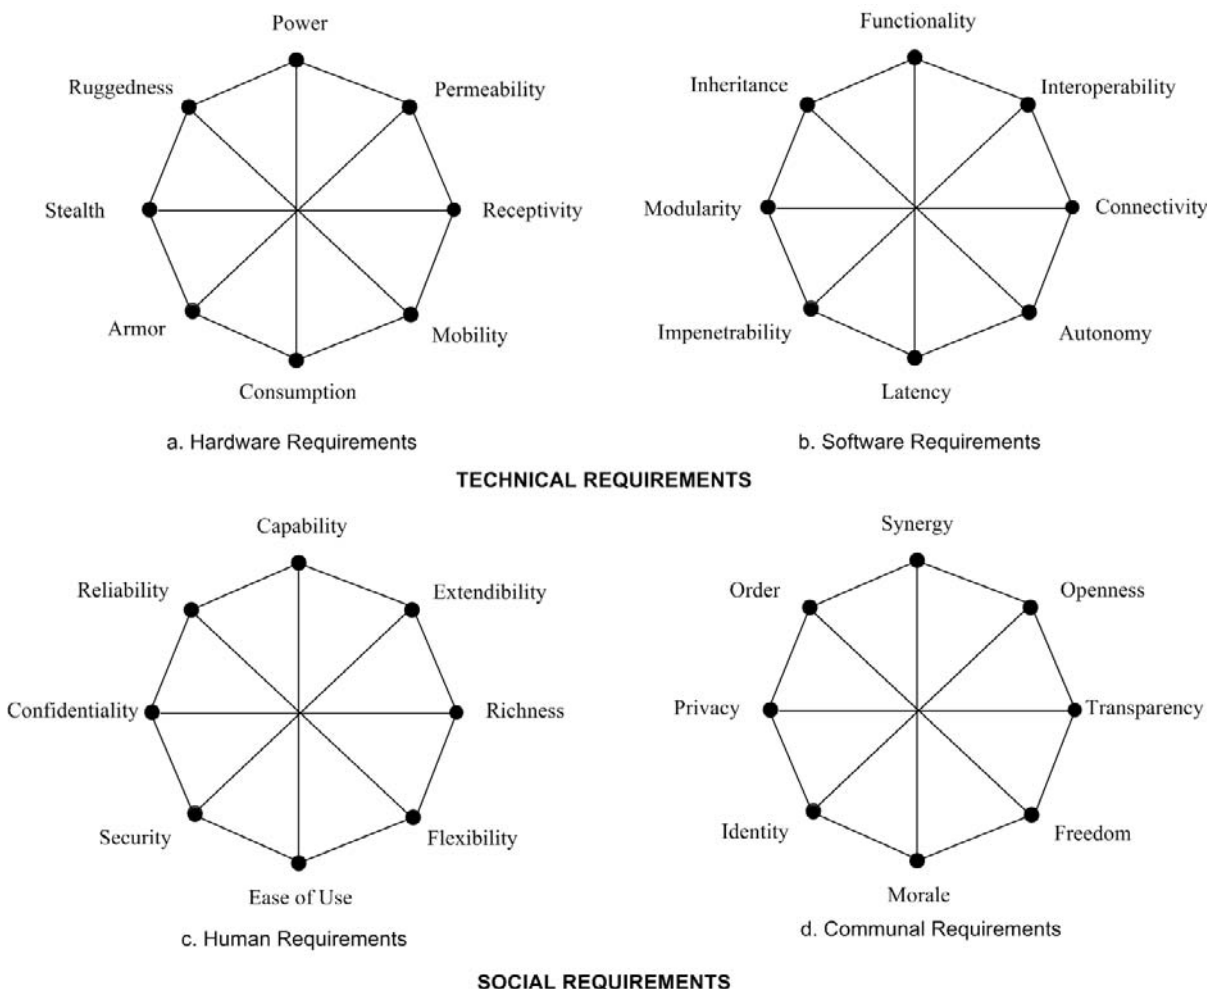 Power
Ruggedness
Permeability
Stealth
Receptivity
Armor
Mobility
Consumption
a. Hardware Requirements
Functionality
Inheritance
Interoperability
Modularity
Connectivity
Impenetrability
Autonomy
Latency
b. Software Requirements
TECHNICAL REQUIREMENTS
Capability
Reliability
Extendibility
Confidentiality
Richness
Security
Flexibility
Ease of Use
c. Human Requirements
Synergy
Order
Openness
Privacy
Transparency
Identity
Freedom
Morale
d. Communal Requirements
SOCIAL REQUIREMENTS